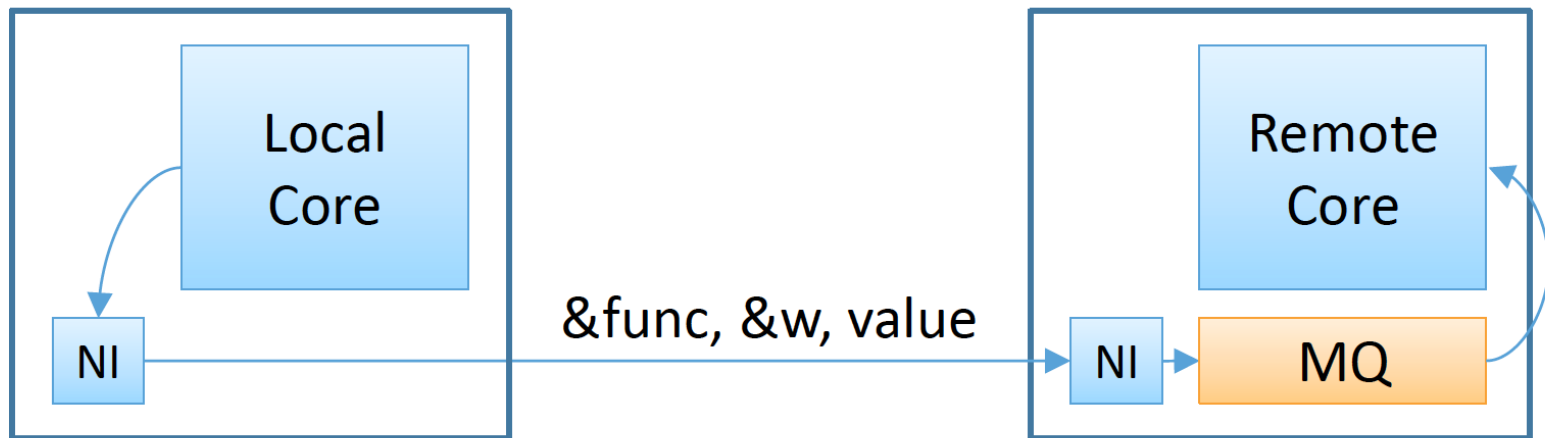 Local
Core
NI
&func, &w, value
Remote
Core
NI
MQ